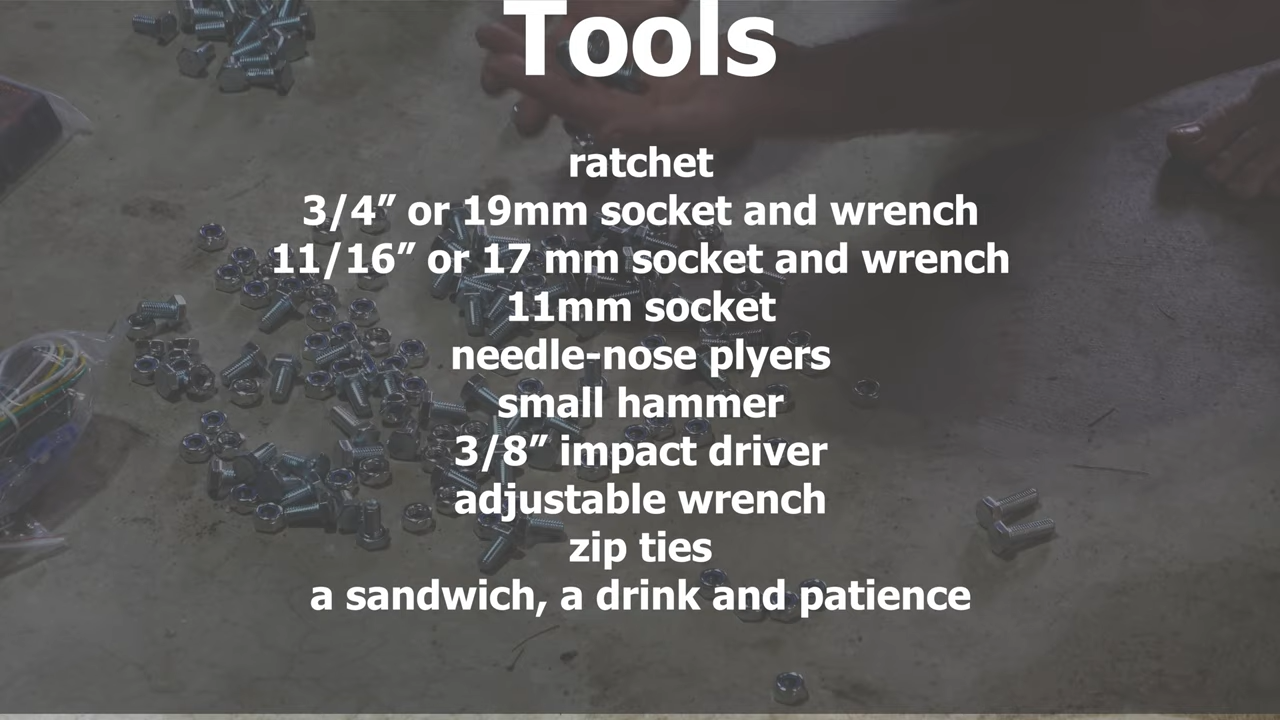 Tools
ratchet
3/4” or 19mm socket and wrench
11/16” or 17 mm socket and wrench
11mm socket
needle-nose plyers
small hammer
3/8” impact driver
adjustable wrench
zip ties
a sandwich, a drink and patience